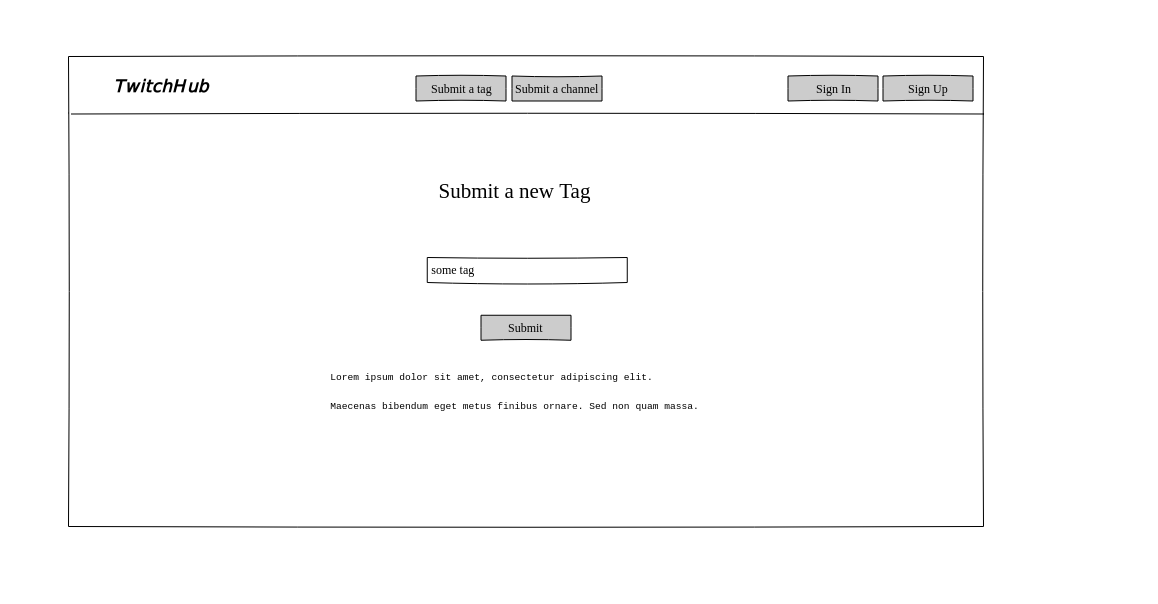 TwitchHub
Submit a tag
Submit a channel
Sign In
Sign Up
Submit a new Tag
some tag
Submit
Lorem ipsum dolor sit amet, consectetur adipiscing elit.
Maecenas bibendum eget metus finibus ornare. Sed non quam massa.